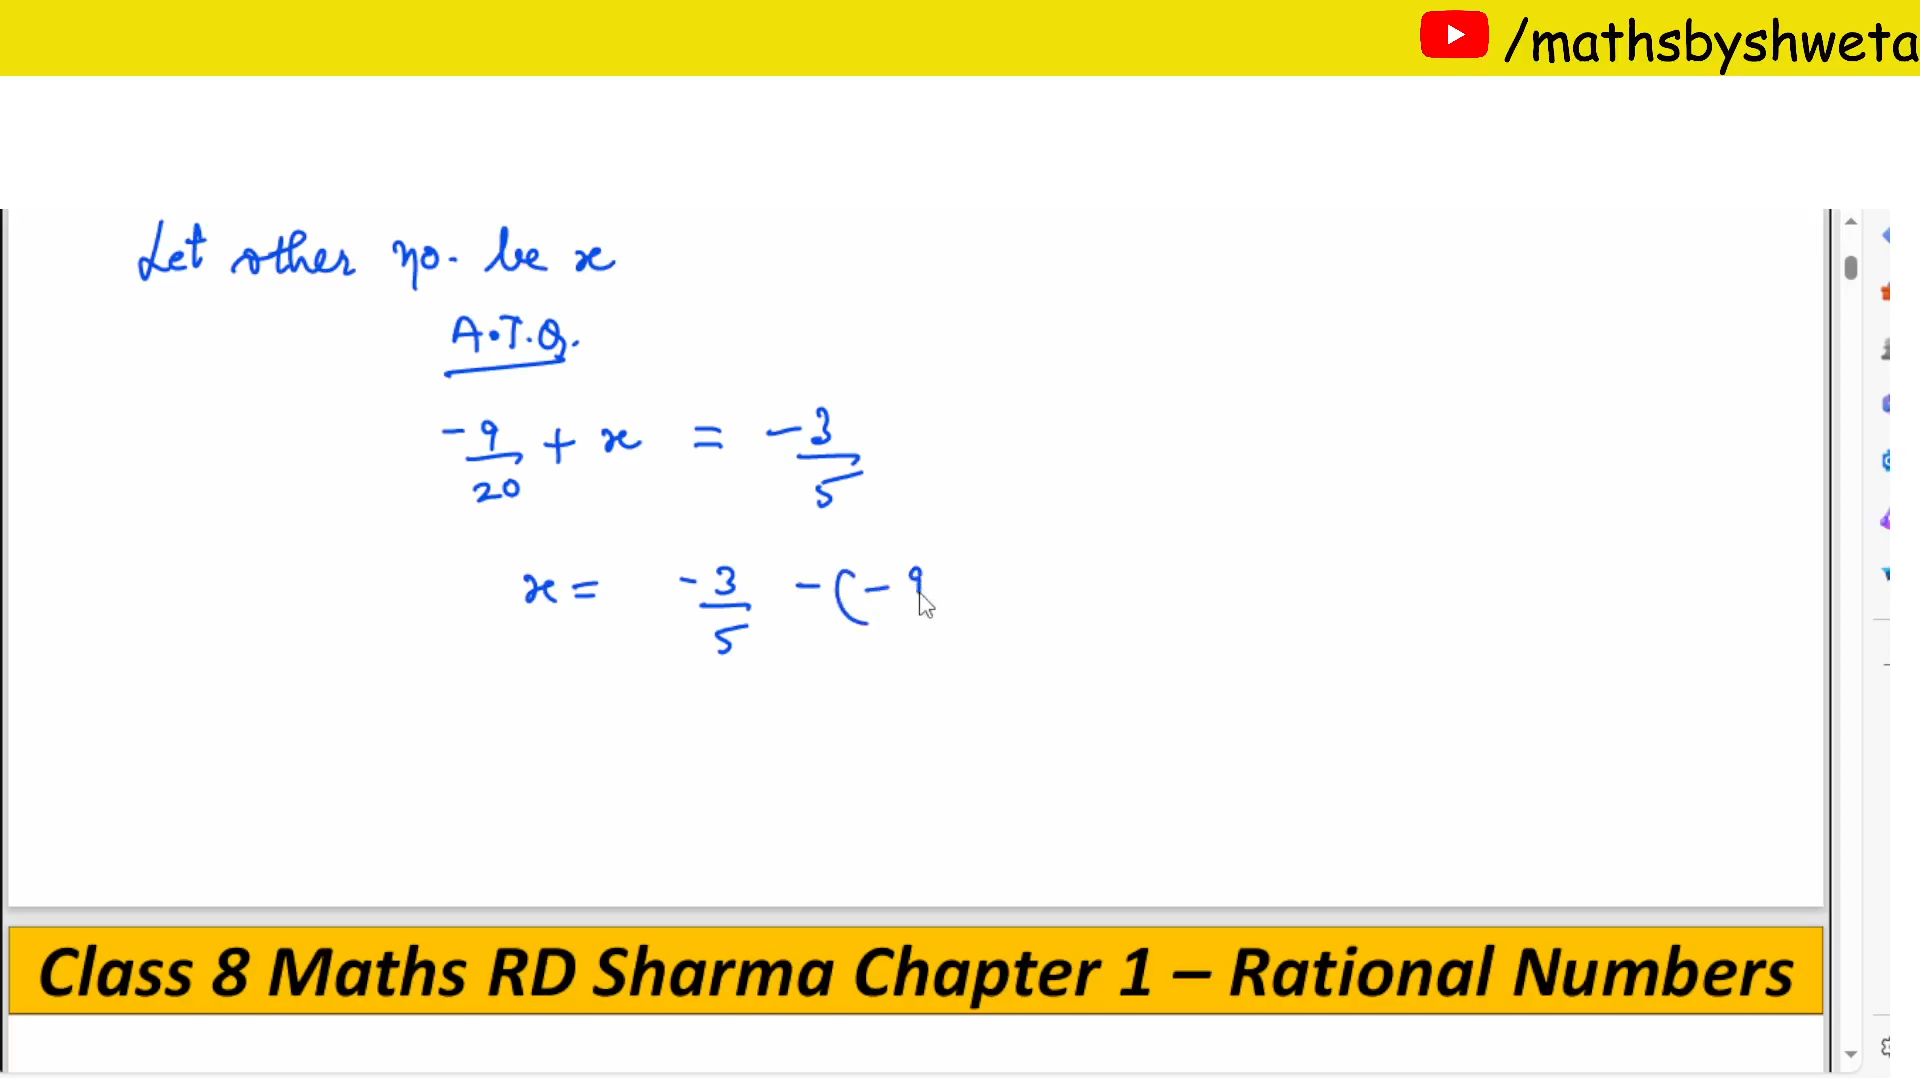 /mathsbyshweta
Let other no. be x
A.T.Q.
-9/20 + x = -3/5
x = -3/5 -(-9
Class 8 Maths RD Sharma Chapter 1 – Rational Numbers